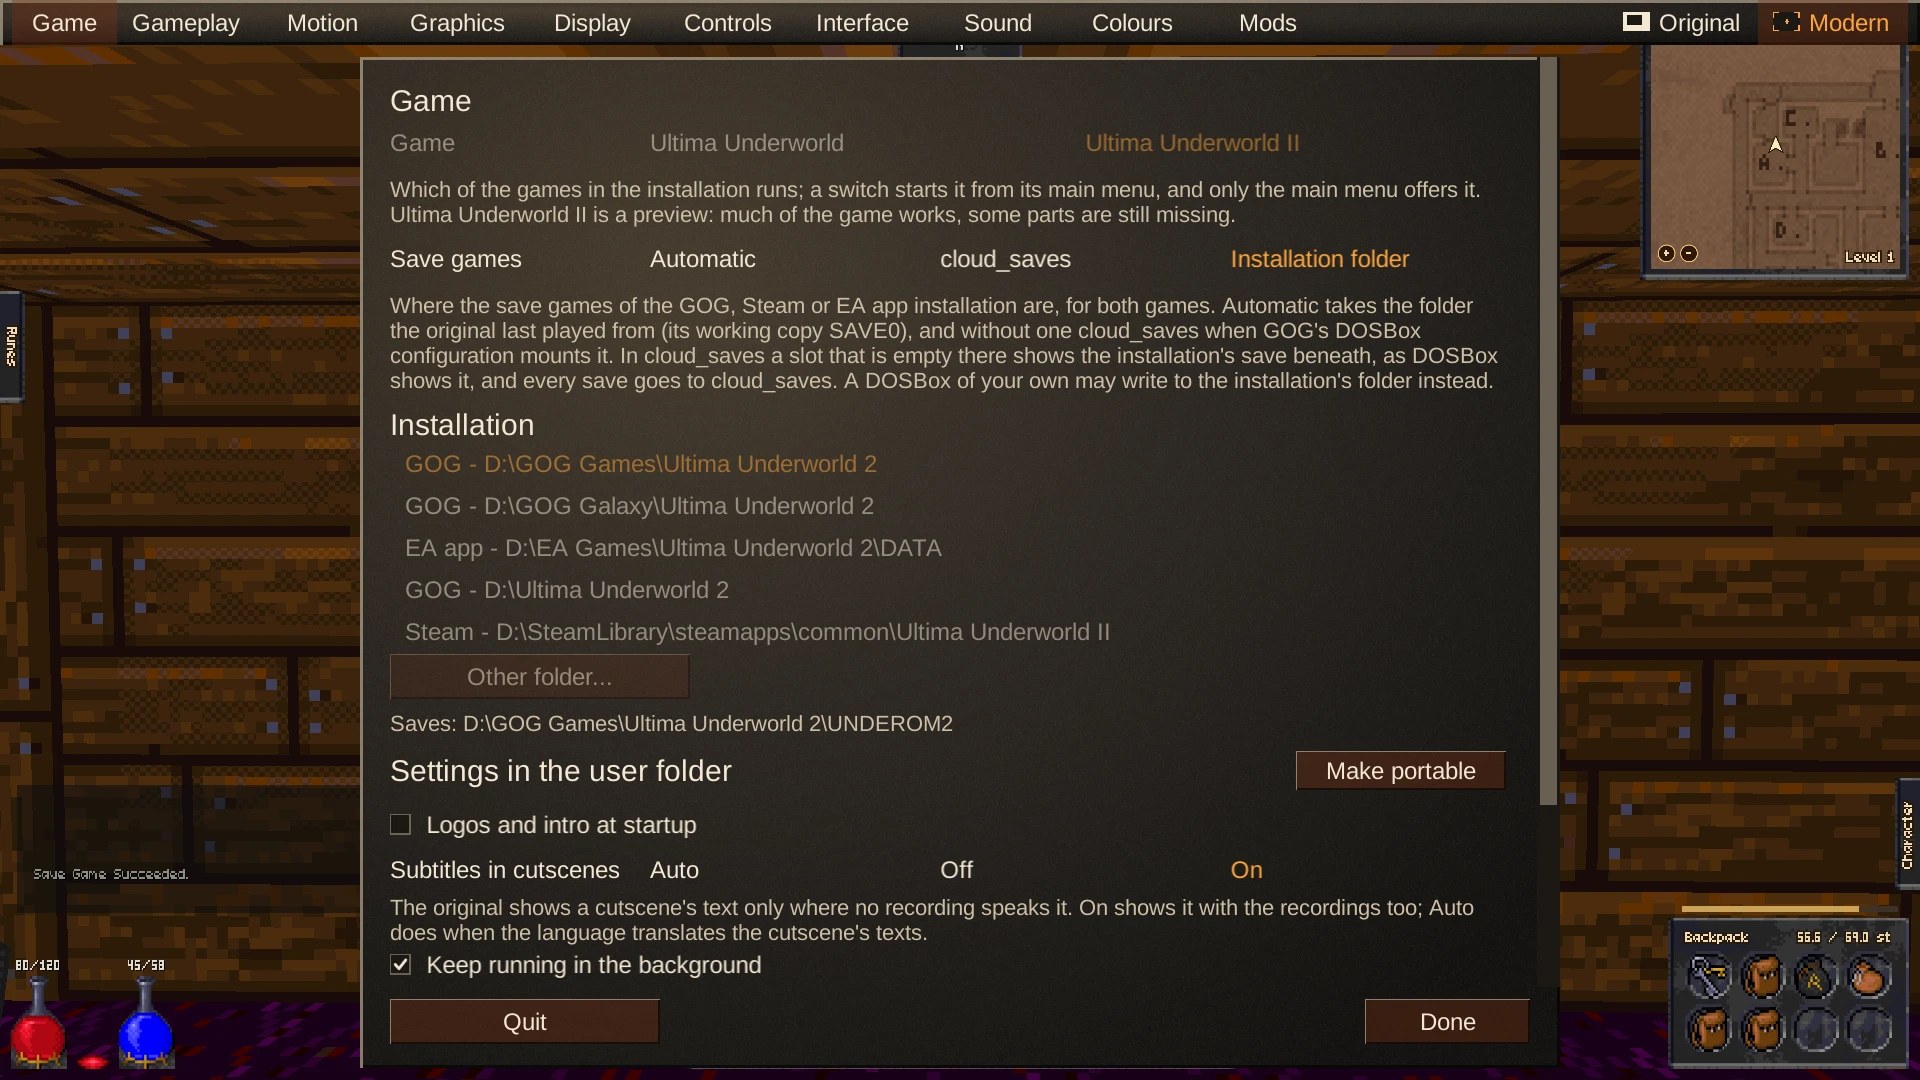 Game Gameplay Motion Graphics Display Controls Interface Sound Colours Mods Original Modern
Game
Game Ultima Underworld Ultima Underworld II
Which of the games in the installation runs; a switch starts it from its main menu, and only the main menu offers it.
Ultima Underworld II is a preview: much of the game works, some parts are still missing.
Save games Automatic cloud_saves Installation folder
Where the save games of the GOG, Steam or EA app installation are, for both games. Automatic takes the folder
the original last played from (its working copy SAVE0), and without one cloud_saves when GOG's DOSBox
configuration mounts it. In cloud_saves a slot that is empty there shows the installation's save beneath, as DOSBox
shows it, and every save goes to cloud_saves. A DOSBox of your own may write to the installation's folder instead.
Installation
GOG - D:\GOG Games\Ultima Underworld 2
GOG - D:\GOG Galaxy\Ultima Underworld 2
EA app - D:\EA Games\Ultima Underworld 2\DATA
GOG - D:\Ultima Underworld 2
Steam - D:\SteamLibrary\steamapps\common\Ultima Underworld II
Other folder...
Saves: D:\GOG Games\Ultima Underworld 2\UNDEROM2
Settings in the user folder Make portable
Logos and intro at startup
Subtitles in cutscenes Auto Off On
The original shows a cutscene's text only where no recording speaks it. On shows it with the recordings too; Auto
does when the language translates the cutscene's texts.
Keep running in the background
Quit Done
C .
A .
D .
Level 1
Runes
Character
Save Game Succeeded.
80/120 45/58
Backpack 56.6 / 69.0 st